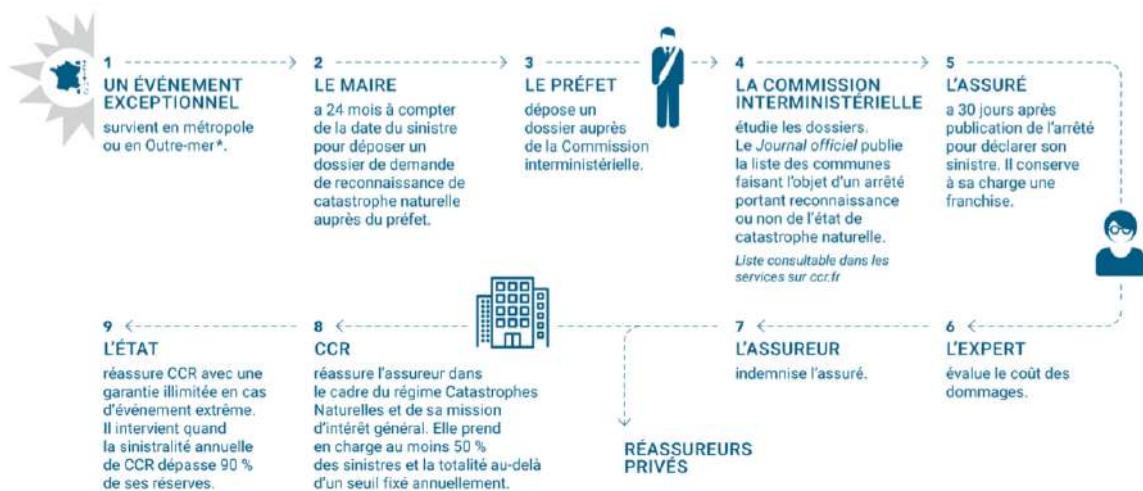 1
UN ÉVÉNEMENT
EXCEPTIONNEL
survient en métropole
ou en Outre-mer*.
2
LE MAIRE
a 24 mois à compter
de la date du sinistre
pour déposer un
dossier de demande
de reconnaissance de
catastrophe naturelle
auprès du préfet.
3
LE PRÉFET
dépose un
dossier auprès
de la Commission
interministérielle.
4
LA COMMISSION
INTERMINISTÉRIELLE
étudie les dossiers.
Le Journal officiel publie
la liste des communes
faisant l'objet d'un arrêté
portant reconnaissance
ou non de l'état de
catastrophe naturelle.
Liste consultable dans les
services sur ccr.fr
5
L'ASSURÉ
a 30 jours après
publication de l'arrêté
pour déclarer son
sinistre. Il conserve
à sa charge une
franchise.
6
L'EXPERT
évalue le coût des
dommages.
7
L'ASSUREUR
indemnise l'assuré.
RÉASSUREURS
PRIVÉS
8
CCR
réassure l'assureur dans
le cadre du régime Catastrophes
Naturelles et de sa mission
d'intérêt général. Elle prend
en charge au moins 50 %
des sinistres et la totalité au-delà
d'un seuil fixé annuellement.
9
L'ÉTAT
réassure CCR avec une
garantie illimitée en cas
d'événement extrême.
Il intervient quand
la sinistralité annuelle
de CCR dépasse 90 %
de ses réserves.